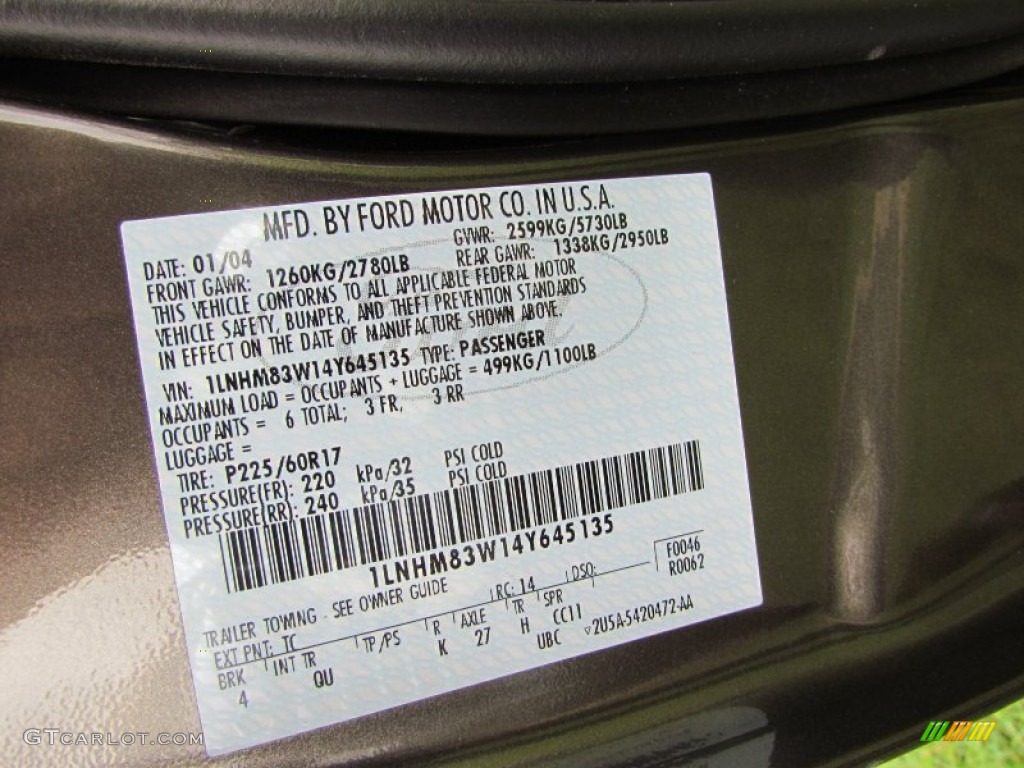 MFD. BY FORD MOTOR CO. IN U.S.A.
DATE: 01/04 GVWR: 2599KG/5730LB
FRONT GAWR: 1260KG/2780LB REAR GAWR: 1338KG/2950LB
THIS VEHICLE CONFORMS TO ALL APPLICABLE FEDERAL MOTOR
VEHICLE SAFETY, BUMPER, AND THEFT PREVENTION STANDARDS
IN EFFECT ON THE DATE OF MANUFACTURE SHOWN ABOVE.
VIN: 1LNHM83W14Y645135 TYPE: PASSENGER
MAXIMUM LOAD = OCCUPANTS + LUGGAGE = 499KG/1100LB
OCCUPANTS = 6 TOTAL; 3 FR, 3 RR
LUGGAGE =
TIRE: P225/60R17
PRESSURE(FR): 220 kPa/32 PSI COLD
PRESSURE(RR): 240 kPa/35 PSI COLD
1LNHM83W14Y645135
TRAILER TOWING - SEE OWNER GUIDE
F0046
R0062
EXT PNT: TC RC: 14 DSO:
BRK INT TR TP/PS R AXLE TR SPR
4 QU K 27 H CC11
UBC ▽2U5A-5420472-AA
GTCARLOT.COM